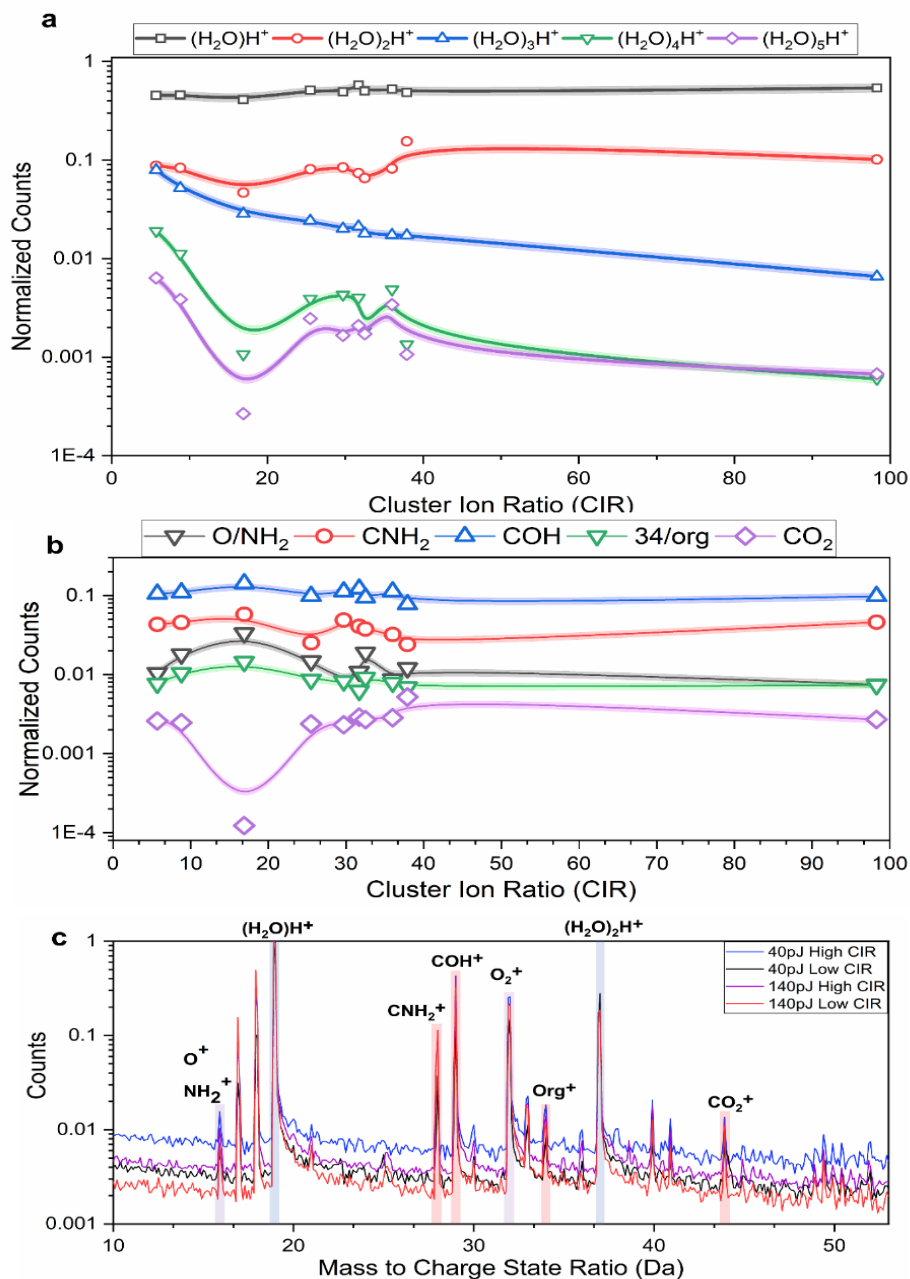 a
(H₂O)H⁺ (H₂O)₂H⁺ (H₂O)₃H⁺ (H₂O)₄H⁺ (H₂O)₅H⁺
Normalized Counts
1
0.1
0.01
0.001
1E-4
0 20 40 60 80 100
Cluster Ion Ratio (CIR)
b
O/NH₂ CNH₂ COH 34/org CO₂
Normalized Counts
0.1
0.01
0.001
1E-4
0 10 20 30 40 50 60 70 80 90 100
Cluster Ion Ratio (CIR)
(H₂O)H⁺ (H₂O)₂H⁺
c
Counts
1
0.1
0.01
0.001
40pJ High CIR
40pJ Low CIR
140pJ High CIR
140pJ Low CIR
COH⁺
O₂⁺
CNH₂⁺
O⁺
NH₂⁺
Org⁺
CO₂⁺
10 20 30 40 50
Mass to Charge State Ratio (Da)